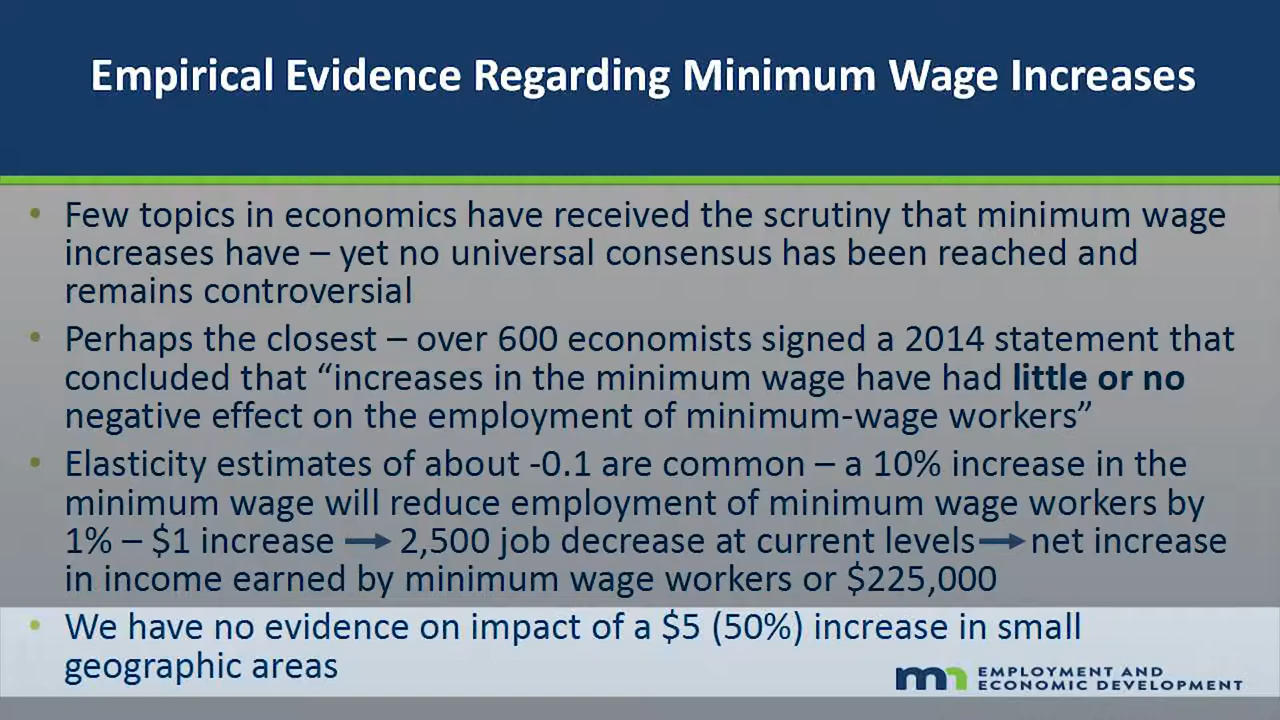 Empirical Evidence Regarding Minimum Wage Increases
• Few topics in economics have received the scrutiny that minimum wage
increases have – yet no universal consensus has been reached and
remains controversial
• Perhaps the closest – over 600 economists signed a 2014 statement that
concluded that “increases in the minimum wage have had little or no
negative effect on the employment of minimum-wage workers”
• Elasticity estimates of about -0.1 are common – a 10% increase in the
minimum wage will reduce employment of minimum wage workers by
1% – $1 increase → 2,500 job decrease at current levels → net increase
in income earned by minimum wage workers or $225,000
• We have no evidence on impact of a $5 (50%) increase in small
geographic areas
mn EMPLOYMENT AND
ECONOMIC DEVELOPMENT